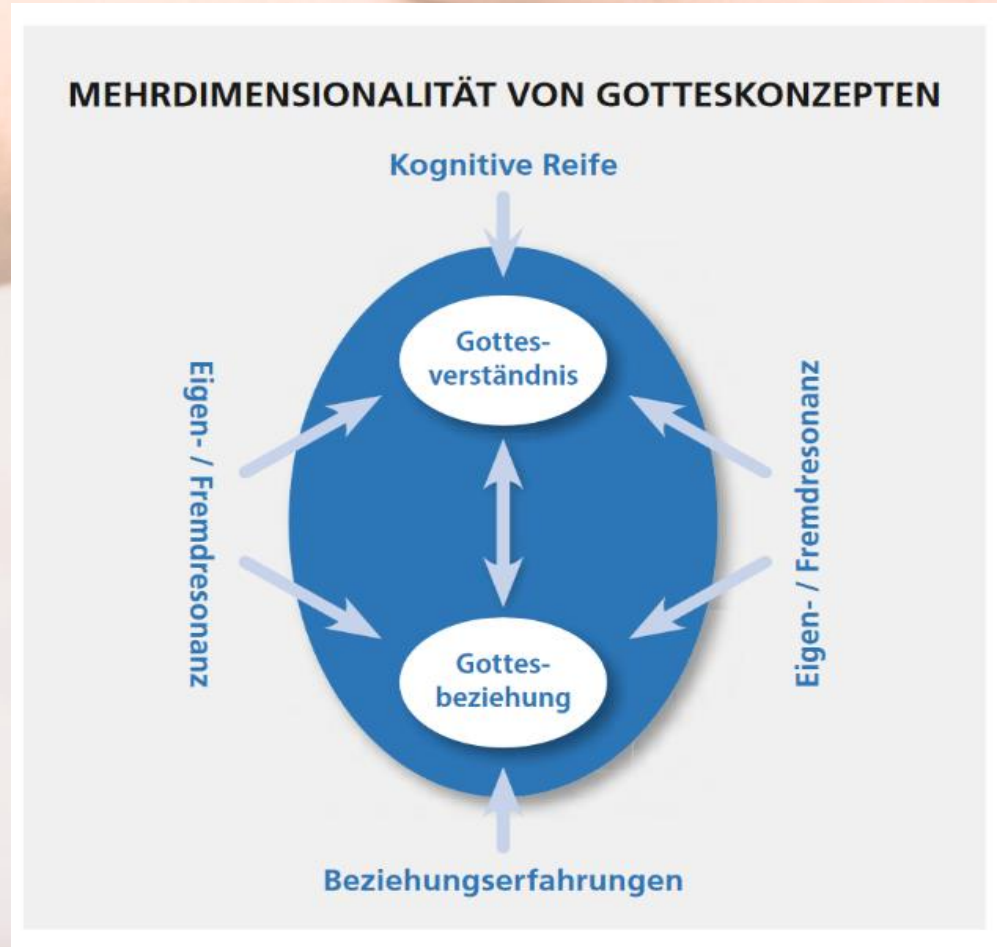 MEHRDIMENSIONALITÄT VON GOTTESKONZEPTEN
Kognitive Reife
Gottes-
verständnis
Eigen- / Fremdresonanz
Eigen- / Fremdresonanz
Gottes-
beziehung
Beziehungserfahrungen